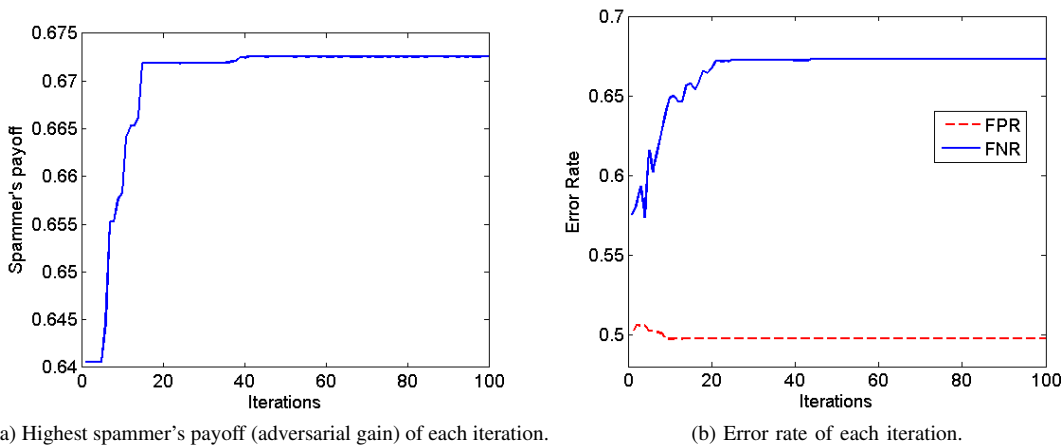 0.675
0.67
0.665
0.66
0.655
0.65
0.645
0.64
Spammer's payoff
0 20 40 60 80 100
Iterations
a) Highest spammer's payoff (adversarial gain) of each iteration.
0.7
0.65
0.6
0.55
0.5
Error Rate
FPR
FNR
0 20 40 60 80 100
Iterations
(b) Error rate of each iteration.